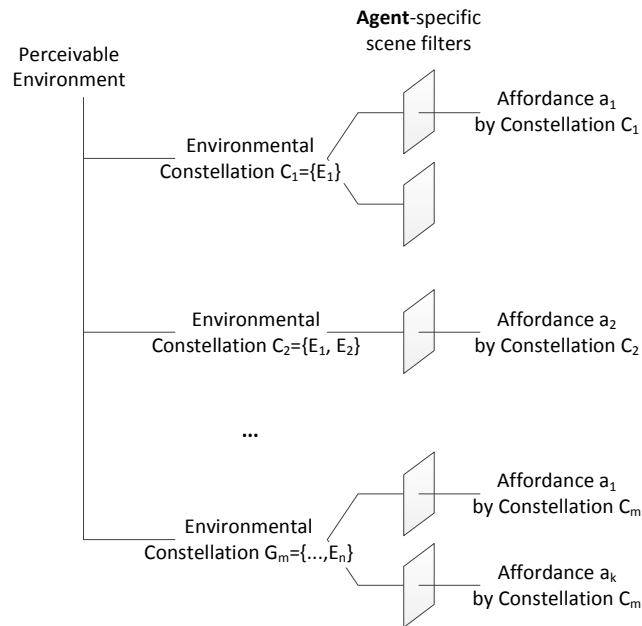 Agent-specific
scene filters
Perceivable
Environment
Affordance a₁
by Constellation C₁
Environmental
Constellation C₁={E₁}
Environmental
Constellation C₂={E₁, E₂}
Affordance a₂
by Constellation C₂
...
Affordance a₁
by Constellation Cₘ
Environmental
Constellation Gₘ={...,Eₙ}
Affordance aₖ
by Constellation Cₘ